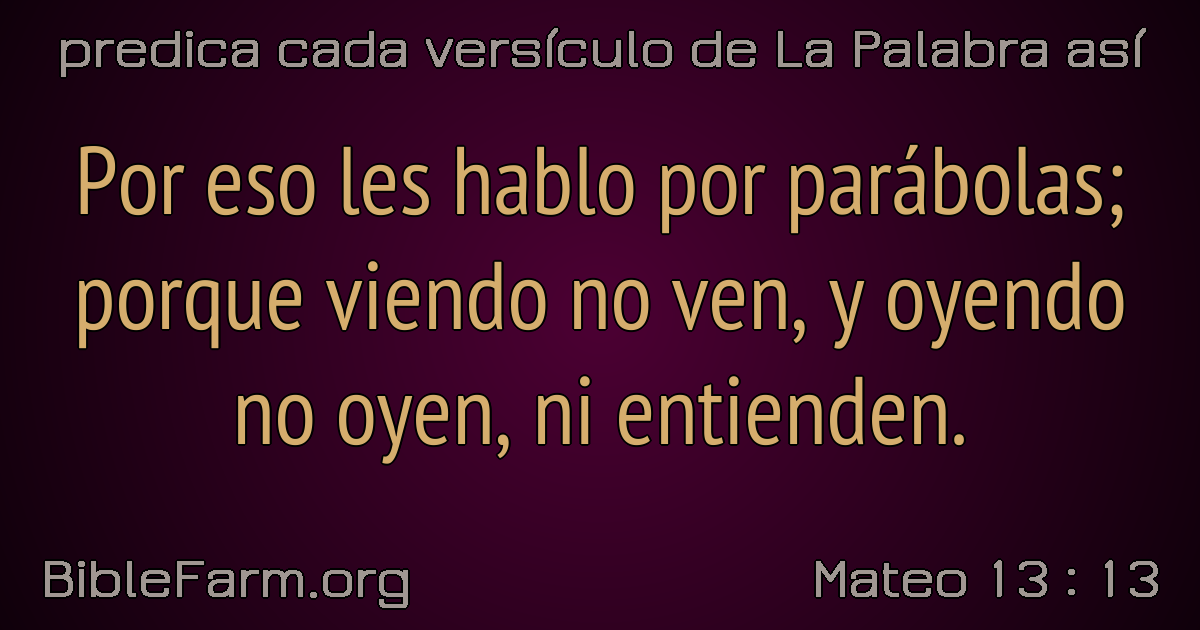 predica cada versículo de La Palabra así
Por eso les hablo por parábolas;
porque viendo no ven, y oyendo
no oyen, ni entienden.
BibleFarm.org
Mateo 13 : 13